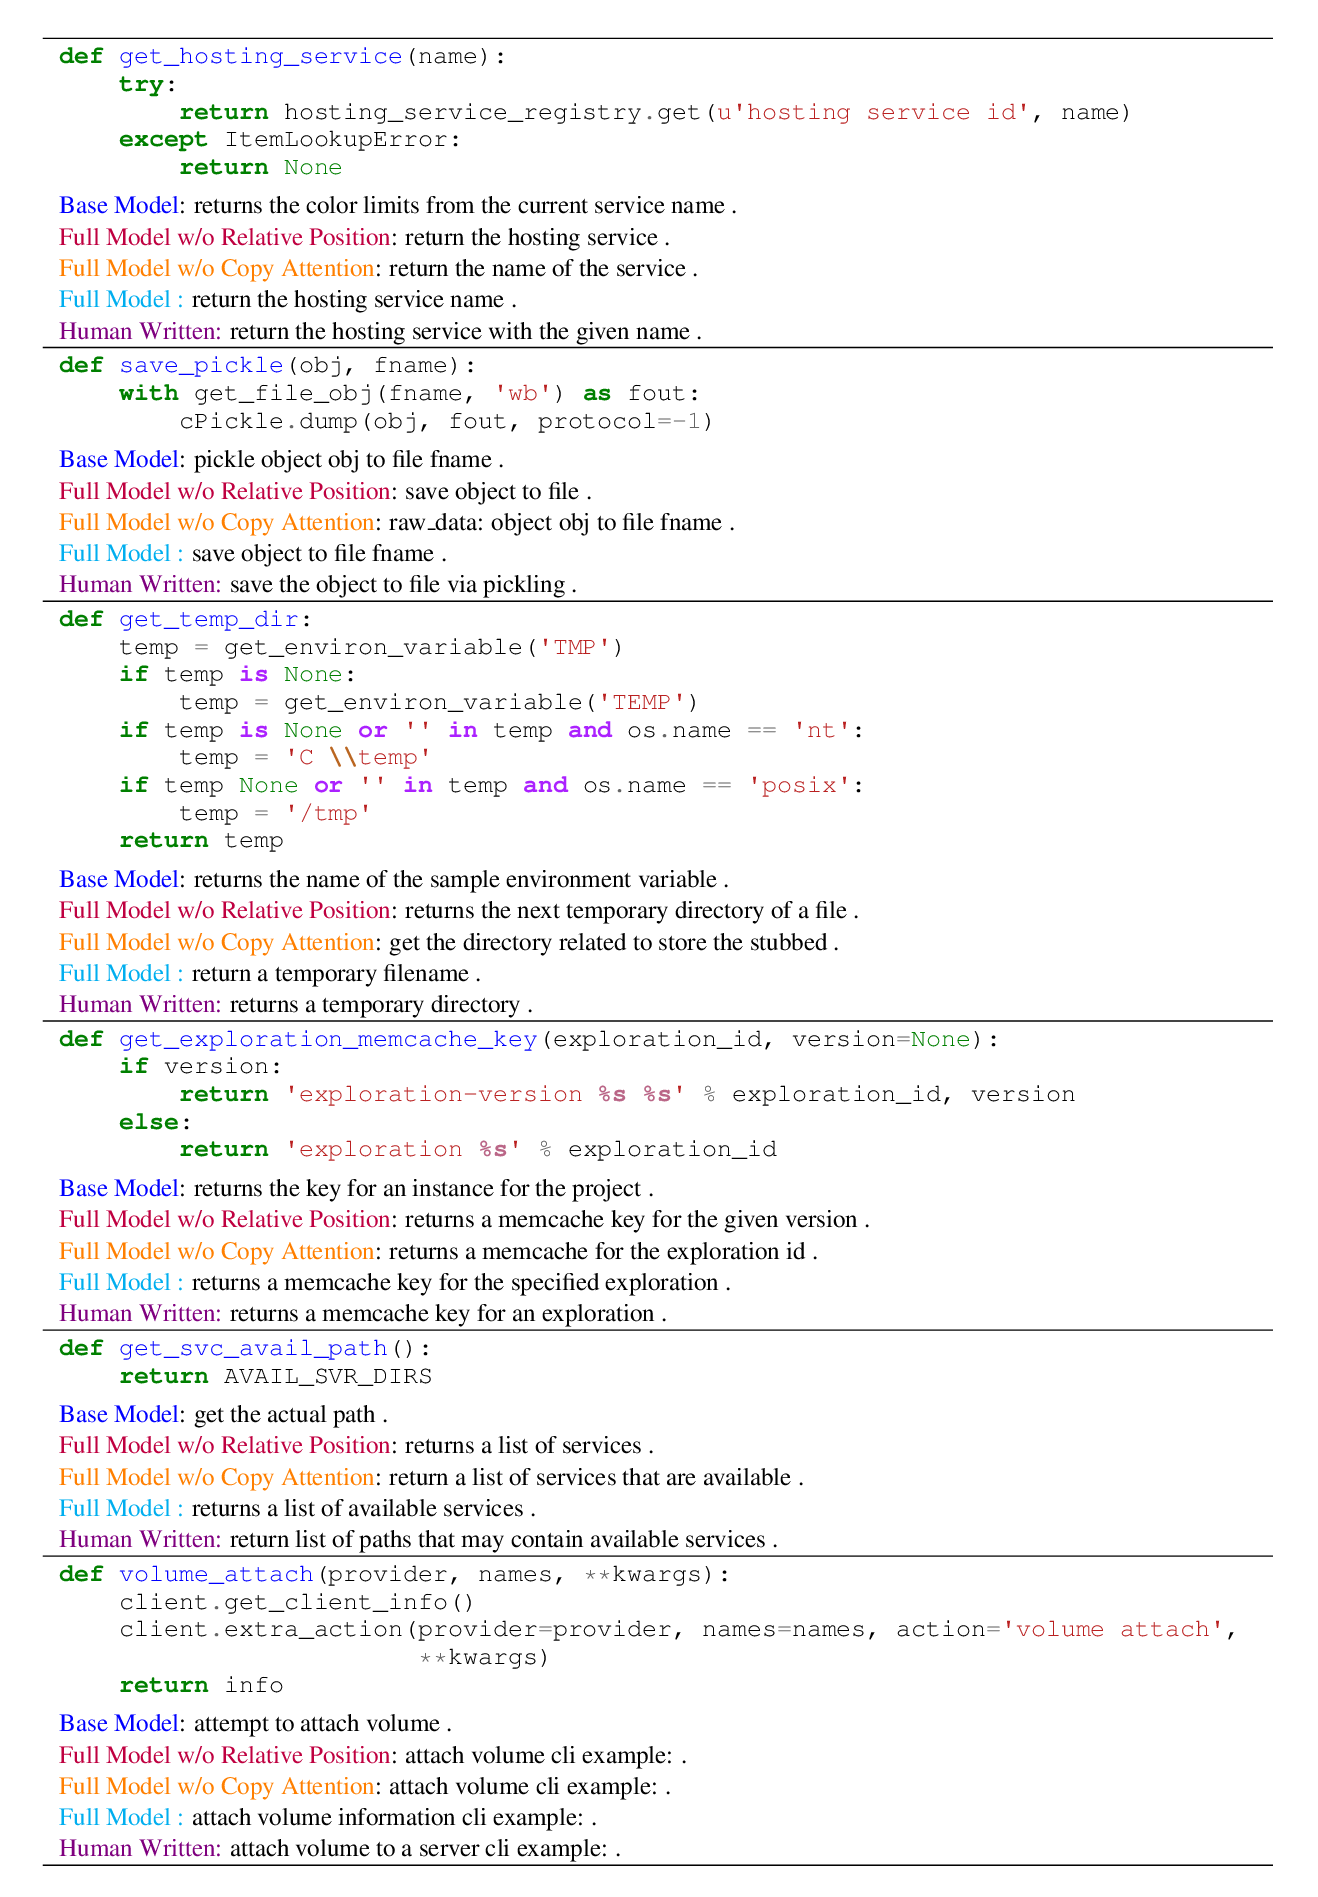 def get_hosting_service(name):
    try:
        return hosting_service_registry.get(u'hosting service id', name)
    except ItemLookupError:
        return None
Base Model: returns the color limits from the current service name .
Full Model w/o Relative Position: return the hosting service .
Full Model w/o Copy Attention: return the name of the service .
Full Model : return the hosting service name .
Human Written: return the hosting service with the given name .
def save_pickle(obj, fname):
    with get_file_obj(fname, 'wb') as fout:
        cPickle.dump(obj, fout, protocol=-1)
Base Model: pickle object obj to file fname .
Full Model w/o Relative Position: save object to file .
Full Model w/o Copy Attention: raw_data: object obj to file fname .
Full Model : save object to file fname .
Human Written: save the object to file via pickling .
def get_temp_dir:
    temp = get_environ_variable('TMP')
    if temp is None:
        temp = get_environ_variable('TEMP')
    if temp is None or '' in temp and os.name == 'nt':
        temp = 'C \\temp'
    if temp None or '' in temp and os.name == 'posix':
        temp = '/tmp'
    return temp
Base Model: returns the name of the sample environment variable .
Full Model w/o Relative Position: returns the next temporary directory of a file .
Full Model w/o Copy Attention: get the directory related to store the stubbed .
Full Model : return a temporary filename .
Human Written: returns a temporary directory .
def get_exploration_memcache_key(exploration_id, version=None):
    if version:
        return 'exploration-version %s %s' % exploration_id, version
    else:
        return 'exploration %s' % exploration_id
Base Model: returns the key for an instance for the project .
Full Model w/o Relative Position: returns a memcache key for the given version .
Full Model w/o Copy Attention: returns a memcache for the exploration id .
Full Model : returns a memcache key for the specified exploration .
Human Written: returns a memcache key for an exploration .
def get_svc_avail_path():
    return AVAIL_SVR_DIRS
Base Model: get the actual path .
Full Model w/o Relative Position: returns a list of services .
Full Model w/o Copy Attention: return a list of services that are available .
Full Model : returns a list of available services .
Human Written: return list of paths that may contain available services .
def volume_attach(provider, names, **kwargs):
    client.get_client_info()
    client.extra_action(provider=provider, names=names, action='volume attach',
                        **kwargs)
    return info
Base Model: attempt to attach volume .
Full Model w/o Relative Position: attach volume cli example: .
Full Model w/o Copy Attention: attach volume cli example: .
Full Model : attach volume information cli example: .
Human Written: attach volume to a server cli example: .